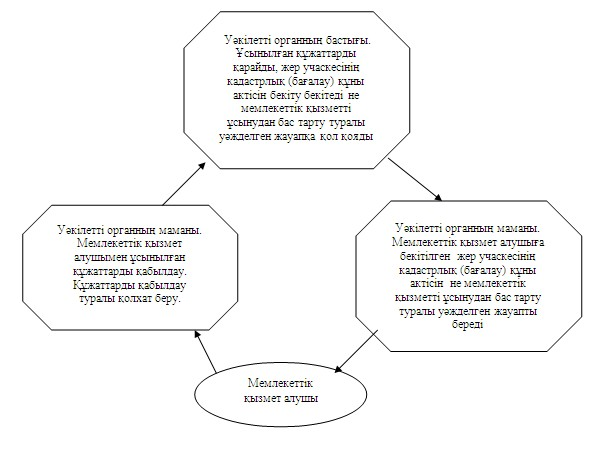 Уәкілетті органның бастығы.
Ұсынылған құжаттарды
қарайды, жер учаскесінің
кадастрлық (бағалау) құны
актісін бекіту бекітеді не
мемлекеттік қызметті
ұсынудан бас тарту туралы
уәжделген жауапқа қол қояды
Уәкілетті органның маманы.
Мемлекеттік қызмет
алушымен ұсынылған
құжаттарды қабылдау.
Құжаттарды қабылдау
туралы қолхат беру.
Уәкілетті органның маманы.
Мемлекеттік қызмет алушыға
бекітілген жер учаскесінің
кадастрлық (бағалау) құны
актісін не мемлекеттік
қызметті ұсынудан бас тарту
туралы уәжделген жауапты
береді
Мемлекеттік
қызмет алушы